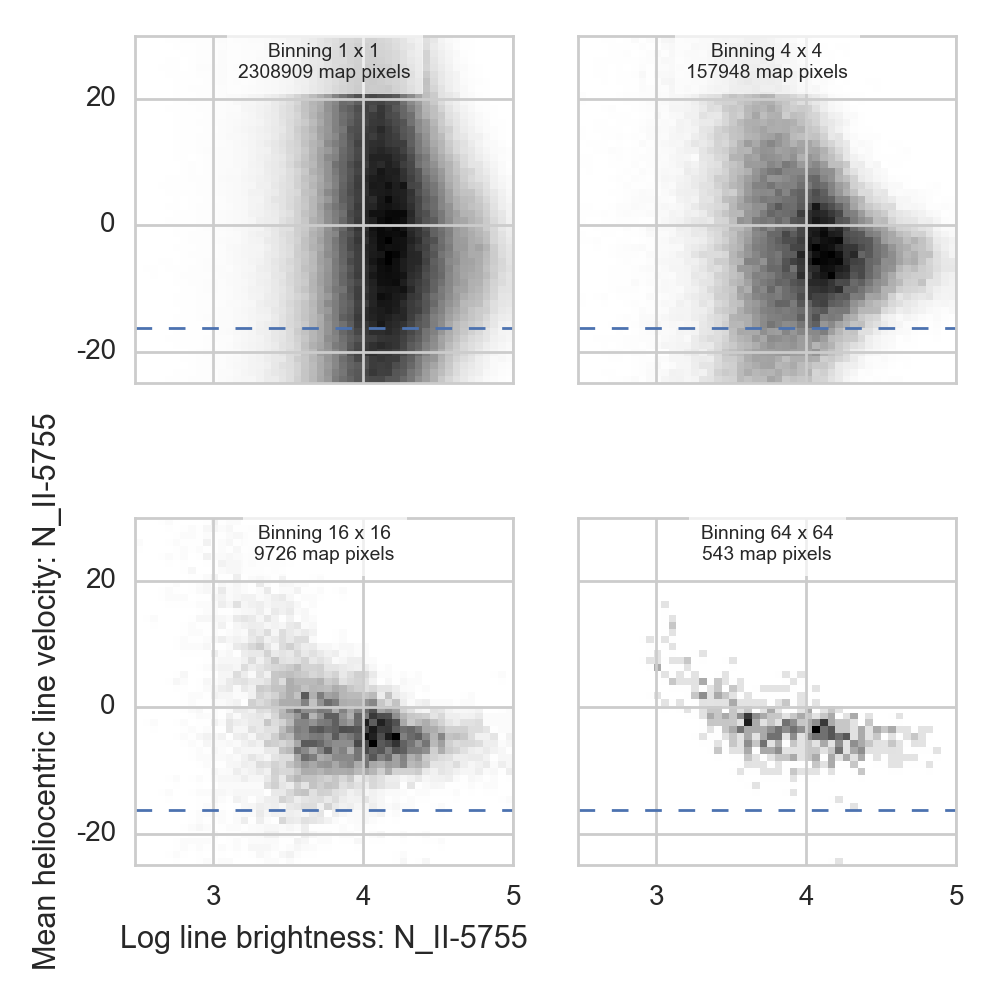 Binning 1 x 1
2308909 map pixels
Binning 4 x 4
157948 map pixels
20
0
-20
Binning 16 x 16
9726 map pixels
Binning 64 x 64
543 map pixels
20
0
-20
3
4
5
3
4
5
Log line brightness: N_II-5755
Mean heliocentric line velocity: N_II-5755